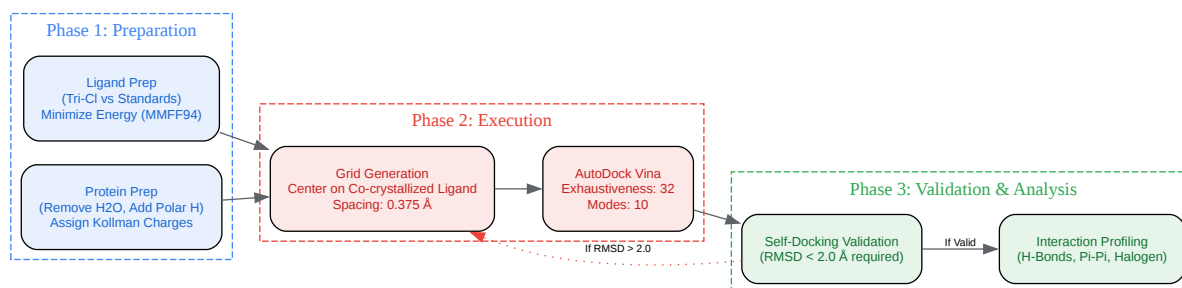 Phase 1: Preparation
Ligand Prep
(Tri-Cl vs Standards)
Minimize Energy (MMFF94)
Protein Prep
(Remove H2O, Add Polar H)
Assign Kollman Charges
Phase 2: Execution
Grid Generation
Center on Co-crystallized Ligand
Spacing: 0.375 Å
AutoDock Vina
Exhaustiveness: 32
Modes: 10
If RMSD > 2.0
Phase 3: Validation & Analysis
Self-Docking Validation
(RMSD < 2.0 Å required)
If Valid
Interaction Profiling
(H-Bonds, Pi-Pi, Halogen)